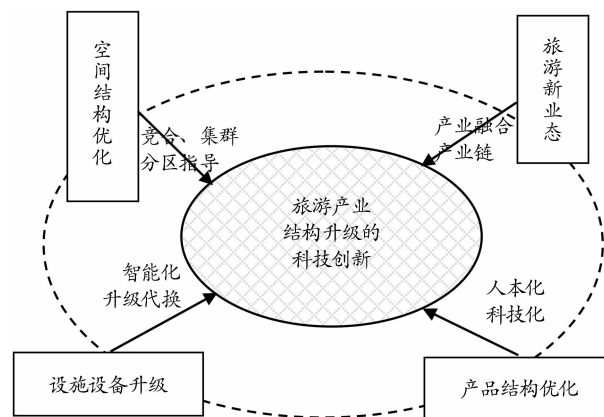 空间结构优化
旅游新业态
竞合、集群
分区指导
产业融合
产业链
旅游产业
结构升级的
科技创新
智能化
升级代换
人本化
科技化
设施设备升级
产品结构优化